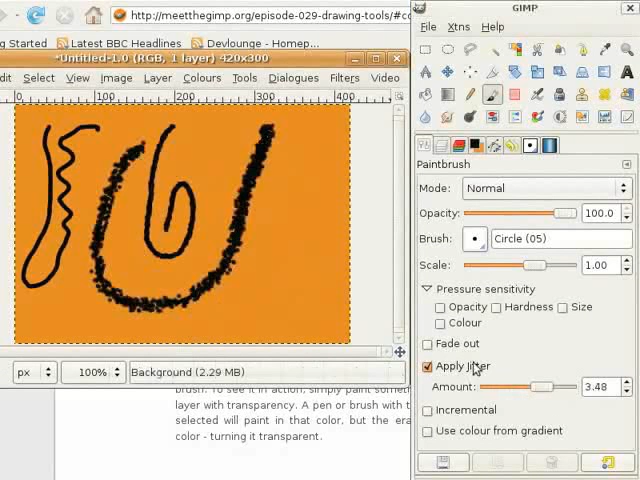 http://meetthegimp.org/episode-029-drawing-tools/#co
GIMP
ng Started
Latest BBC Headlines
Devlounge - Homep...
File Xtns Help
*Untitled-1.0 (RGB, 1 layer) 420x300
dit Select View Image Layer Colours Tools Dialogues Filters Video
0 100 200 300 400
Paintbrush
Mode: Normal
Opacity: 100.0
Brush: Circle (05)
Scale: 1.00
Pressure sensitivity
Opacity Hardness Size
Colour
Fade out
Apply Jitter
Amount: 3.48
Incremental
Use colour from gradient
px 100% Background (2.29 MB)
brush. To see it in action, simply paint
layer with transparency. A pen or brush with t
selected will paint in that color, but the era
color - turning it transparent.